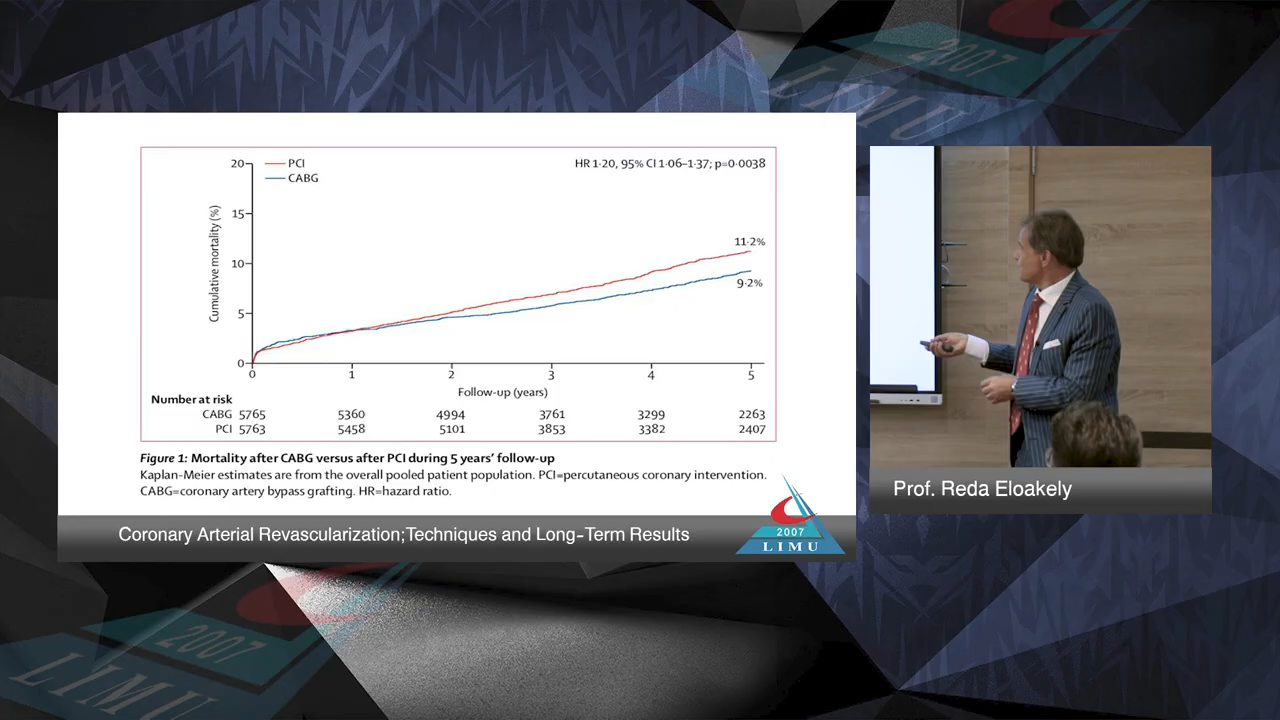 2007
LIMU
20
PCI
HR 1·20, 95% CI 1·06–1·37; p=0·0038
CABG
15
Cumulative mortality (%)
11·2%
10
9·2%
5
0
0 1 2 3 4 5
Follow-up (years)
Number at risk
CABG 5765 5360 4994 3761 3299 2263
PCI 5763 5458 5101 3853 3382 2407
Figure 1: Mortality after CABG versus after PCI during 5 years' follow-up
Kaplan-Meier estimates are from the overall pooled patient population. PCI=percutaneous coronary intervention.
CABG=coronary artery bypass grafting. HR=hazard ratio.
Prof. Reda Eloakely
Coronary Arterial Revascularization;Techniques and Long-Term Results
2007
LIMU
2007
LIMU